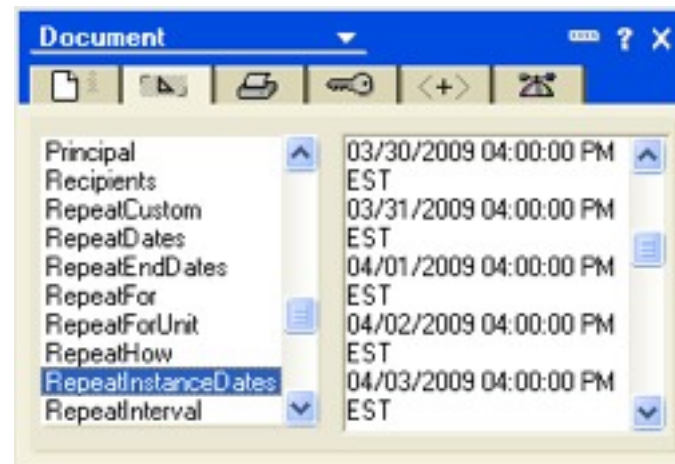 Document
? X
<+>
Principal
Recipients
RepeatCustom
RepeatDates
RepeatEndDates
RepeatFor
RepeatForUnit
RepeatHow
RepeatInstanceDates
RepeatInterval
03/30/2009 04:00:00 PM
EST
03/31/2009 04:00:00 PM
EST
04/01/2009 04:00:00 PM
EST
04/02/2009 04:00:00 PM
EST
04/03/2009 04:00:00 PM
EST